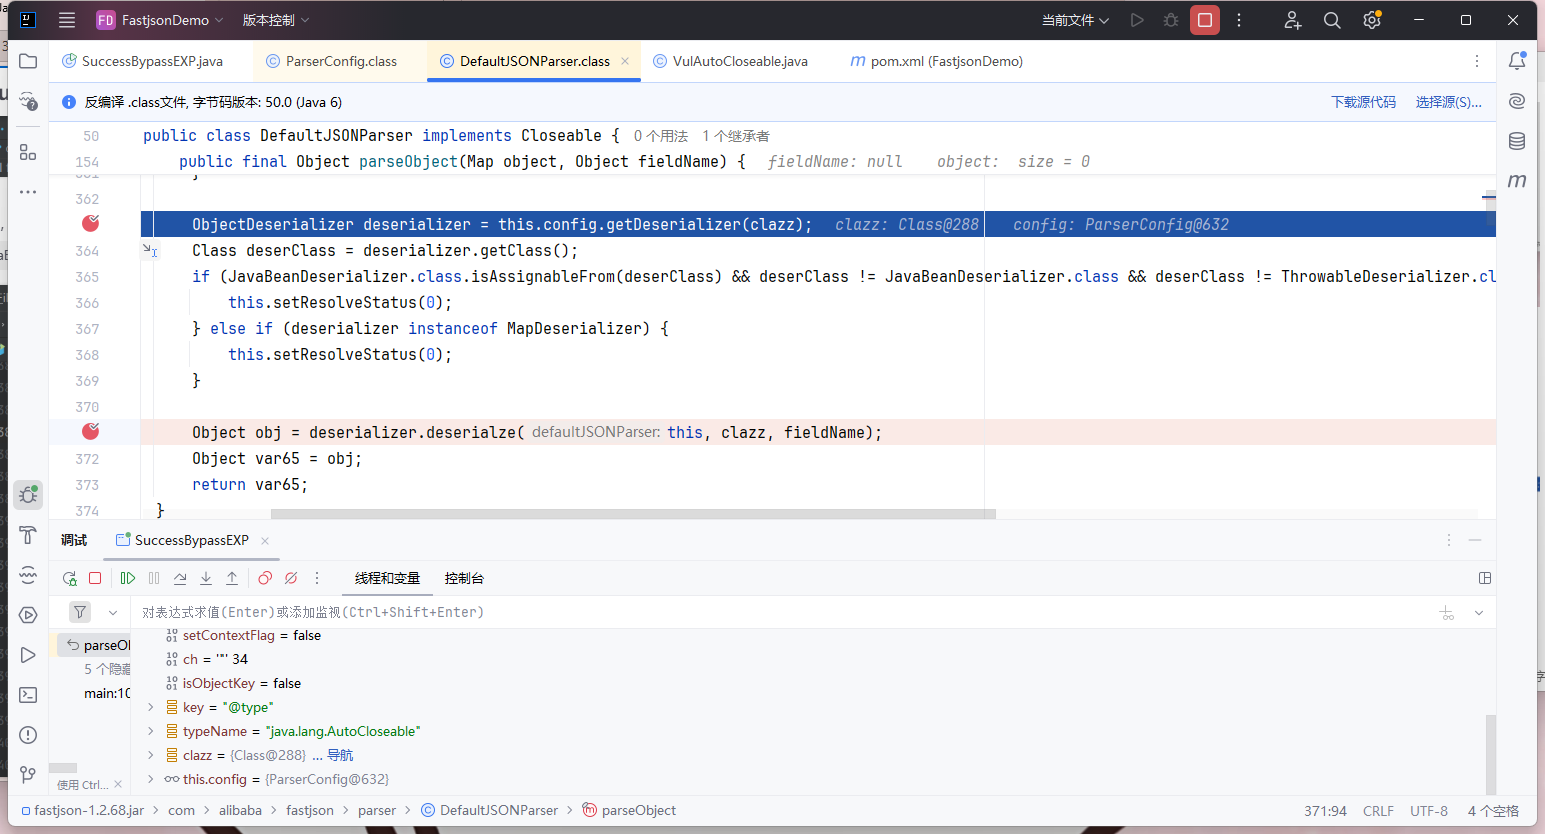 FD FastjsonDemo 版本控制 当前文件
SuccessBypassEXP.java ParserConfig.class DefaultJSONParser.class VulAutoCloseable.java pom.xml (FastjsonDemo)
反编译 .class文件, 字节码版本: 50.0 (Java 6) 下载源代码 选择源(S)...
50 public class DefaultJSONParser implements Closeable { 0 个用法 1 个继承者
154 public final Object parseObject(Map object, Object fieldName) { fieldName: null object: size = 0
361 }
362
ObjectDeserializer deserializer = this.config.getDeserializer(clazz); clazz: Class@288 config: ParserConfig@632
364 Class deserClass = deserializer.getClass();
365 if (JavaBeanDeserializer.class.isAssignableFrom(deserClass) && deserClass != JavaBeanDeserializer.class && deserClass != ThrowableDeserializer.cl
366 this.setResolveStatus(0);
367 } else if (deserializer instanceof MapDeserializer) {
368 this.setResolveStatus(0);
369 }
370
Object obj = deserializer.deserialze( defaultJSONParser: this, clazz, fieldName);
372 Object var65 = obj;
373 return var65;
374 }
调试 SuccessBypassEXP
线程和变量 控制台
对表达式求值(Enter)或添加监视(Ctrl+Shift+Enter)
parseOl
5 个隐藏
main:10
使用 Ctrl...
setContextFlag = false
ch = '"' 34
isObjectKey = false
key = "@type"
typeName = "java.lang.AutoCloseable"
clazz = {Class@288} ... 导航
this.config = {ParserConfig@632}
fastjson-1.2.68.jar com alibaba fastjson parser DefaultJSONParser parseObject 371:94 CRLF UTF-8 4 个空格